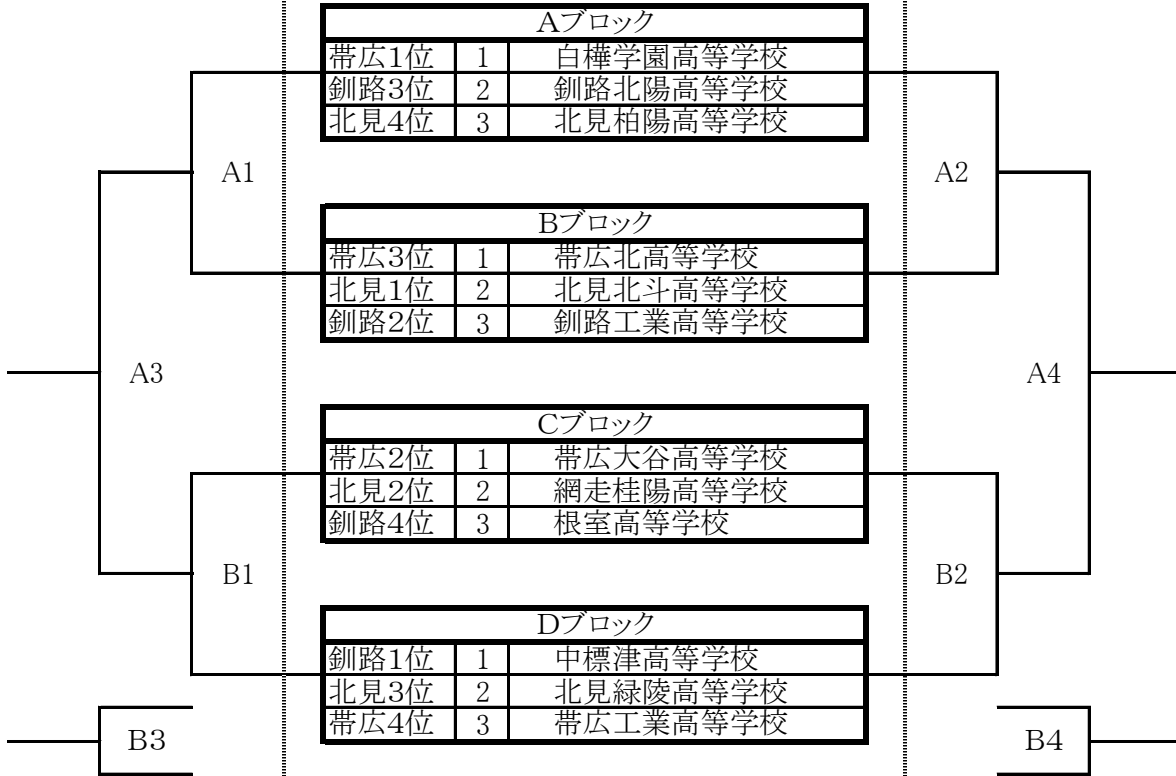 Aブロック
帯広1位 1 白樺学園高等学校
釧路3位 2 釧路北陽高等学校
北見4位 3 北見柏陽高等学校
A1 A2
Bブロック
帯広3位 1 帯広北高等学校
北見1位 2 北見北斗高等学校
釧路2位 3 釧路工業高等学校
A3 A4
Cブロック
帯広2位 1 帯広大谷高等学校
北見2位 2 網走桂陽高等学校
釧路4位 3 根室高等学校
B1 B2
Dブロック
釧路1位 1 中標津高等学校
北見3位 2 北見緑陵高等学校
帯広4位 3 帯広工業高等学校
B3 B4